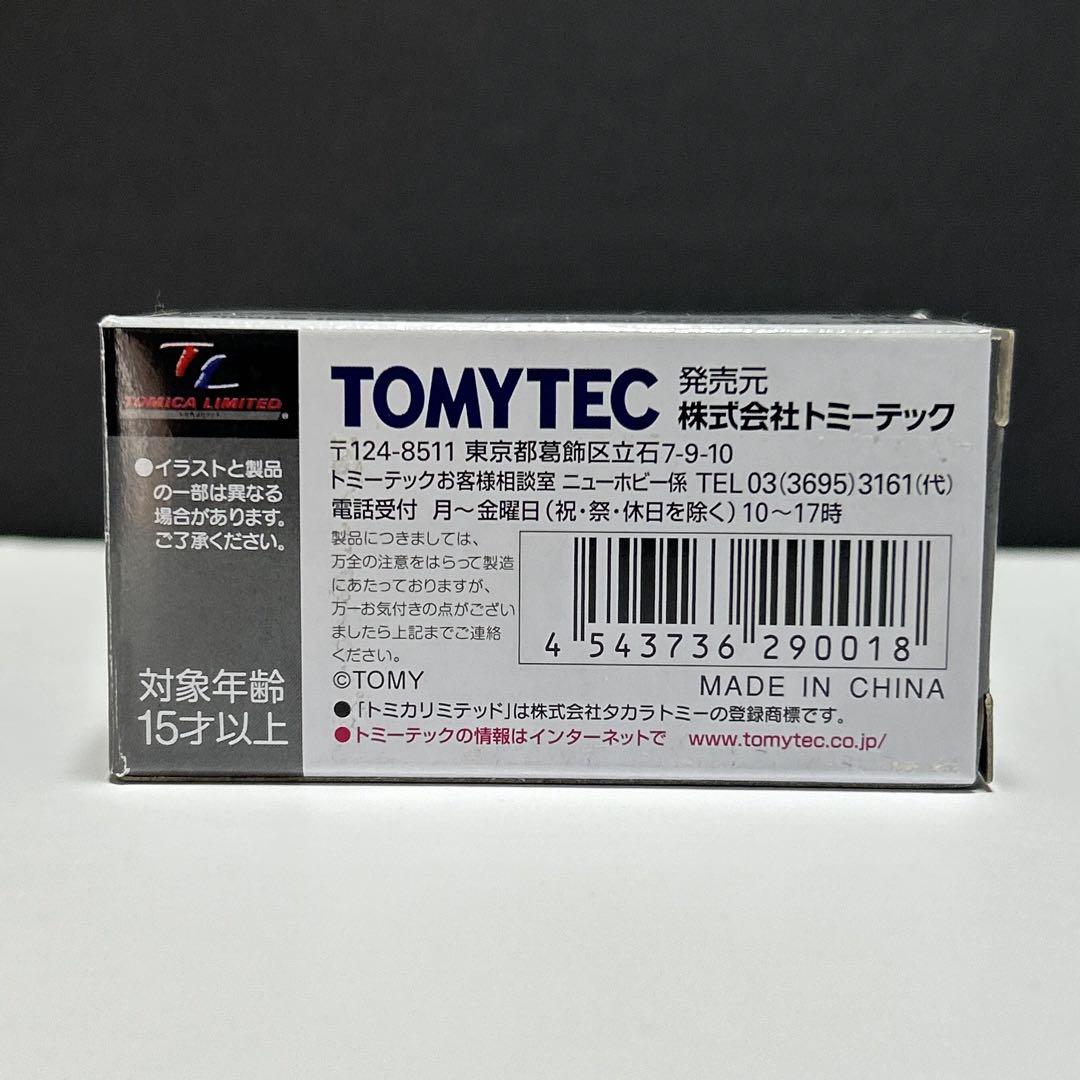 TOMICA LIMITED
●イラストと製品
の一部は異なる
場合があります。
ご了承ください。
対象年齢
15才以上
TOMYTEC 発売元
株式会社トミーテック
〒124-8511 東京都葛飾区立石7-9-10
トミーテックお客様相談室 ニューホビー係 TEL 03(3695)3161(代)
電話受付 月〜金曜日(祝・祭・休日を除く)10〜17時
製品につきましては、
万全の注意をはらって製造
にあたっておりますが、
万一お気付きの点がござい
ましたら上記までご連絡
ください。
4 543736 290018
©TOMY
MADE IN CHINA
●「トミカリミテッド」は株式会社タカラトミーの登録商標です。
●トミーテックの情報はインターネットで www.tomytec.co.jp/